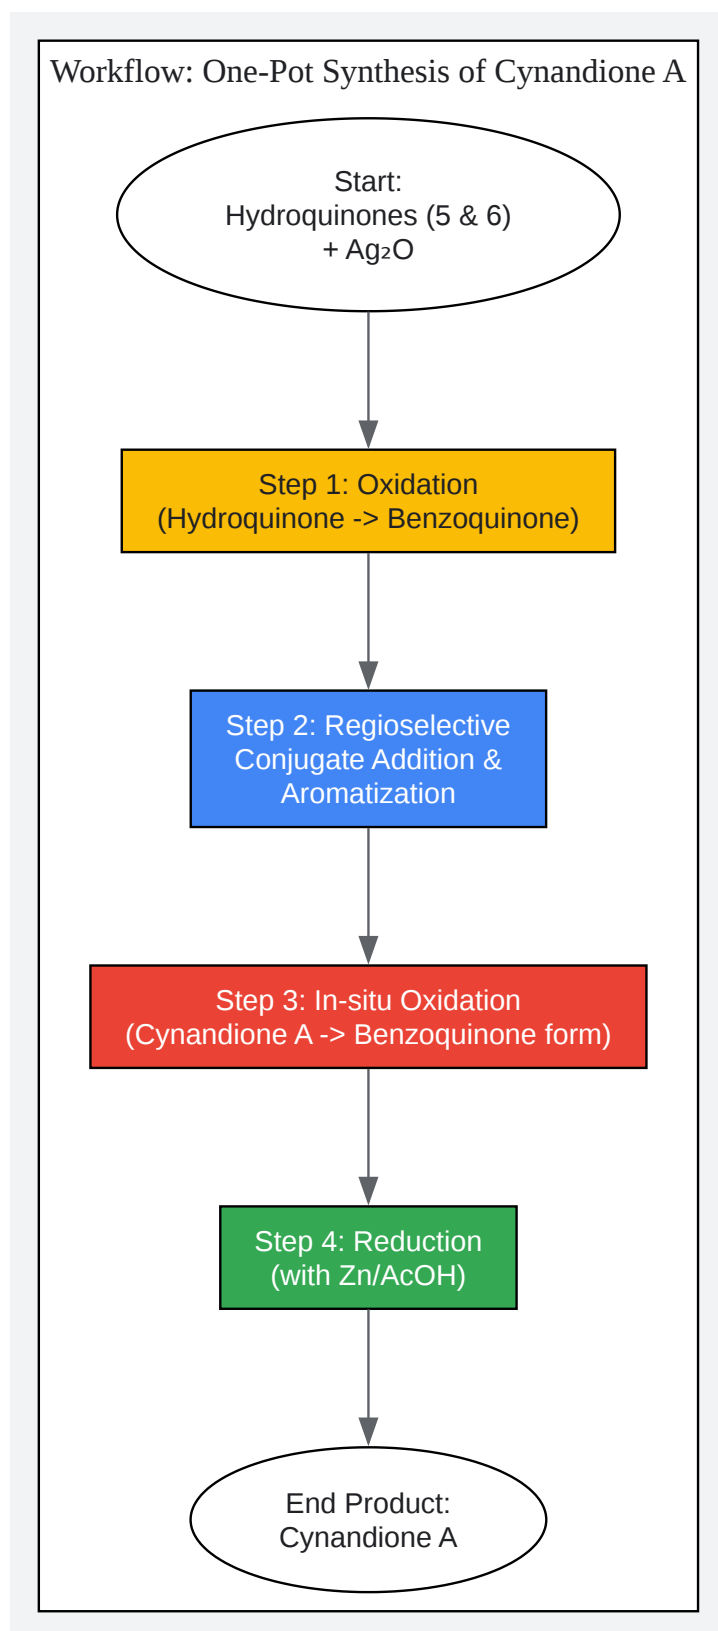 Workflow: One-Pot Synthesis of Cynandione A
Start:
Hydroquinones (5 & 6)
+ Ag₂O
Step 1: Oxidation
(Hydroquinone -> Benzoquinone)
Step 2: Regioselective
Conjugate Addition &
Aromatization
Step 3: In-situ Oxidation
(Cynandione A -> Benzoquinone form)
Step 4: Reduction
(with Zn/AcOH)
End Product:
Cynandione A